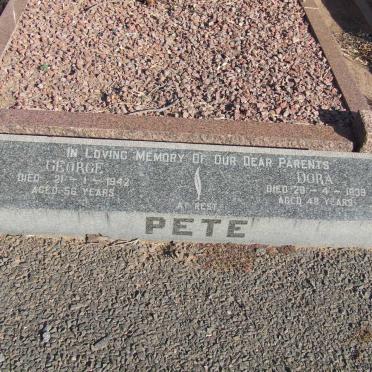 IN LOVING MEMORY OF OUR DEAR PARENTS
GEORGE
DIED 21-1-1942
AGED 56 YEARS
AT REST
DORA
DIED 29-4-1939
AGED 48 YEARS
PETE